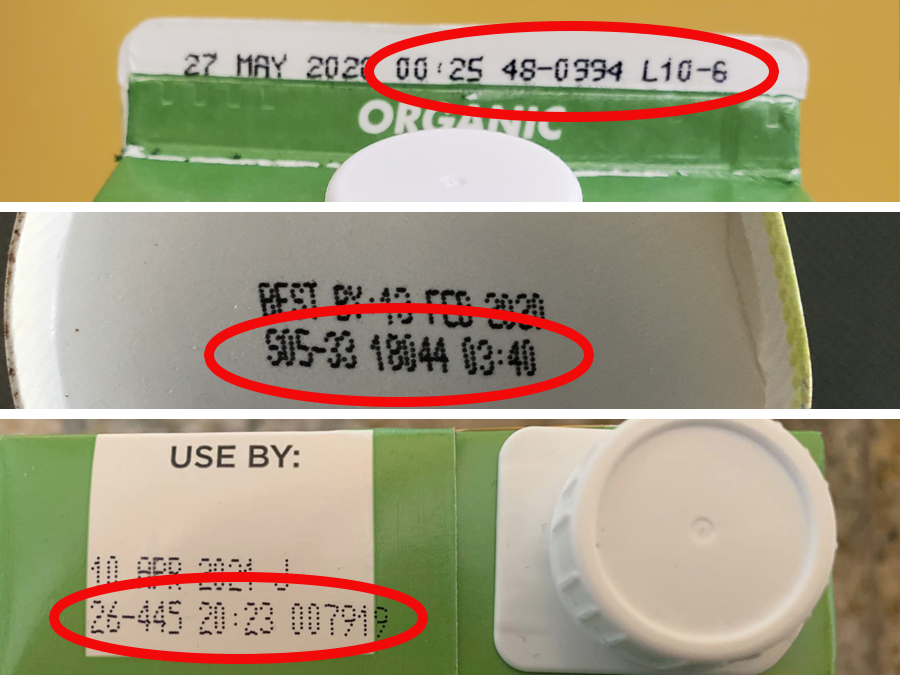 27 MAY 2020 00:25 48-0994 L10-6
ORGANIC
BEST BY:13 FEB 2020
S05-33 18044 03:40
USE BY:
10 APR 2021 J
26-445 20:23 007919